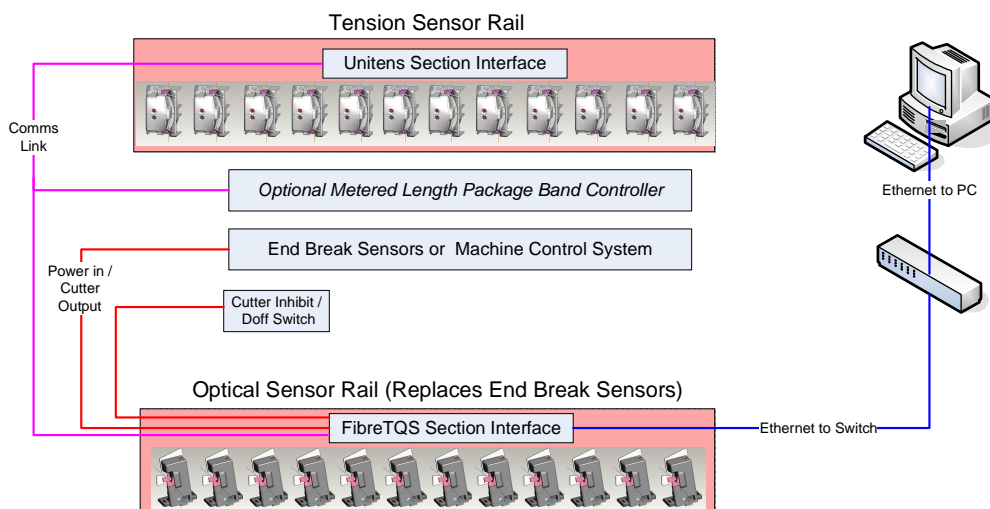 Tension Sensor Rail
Unitens Section Interface
Comms
Link
Optional Metered Length Package Band Controller
Ethernet to PC
End Break Sensors or Machine Control System
Power in /
Cutter
Output
Cutter Inhibit /
Doff Switch
Optical Sensor Rail (Replaces End Break Sensors)
FibreTQS Section Interface
Ethernet to Switch